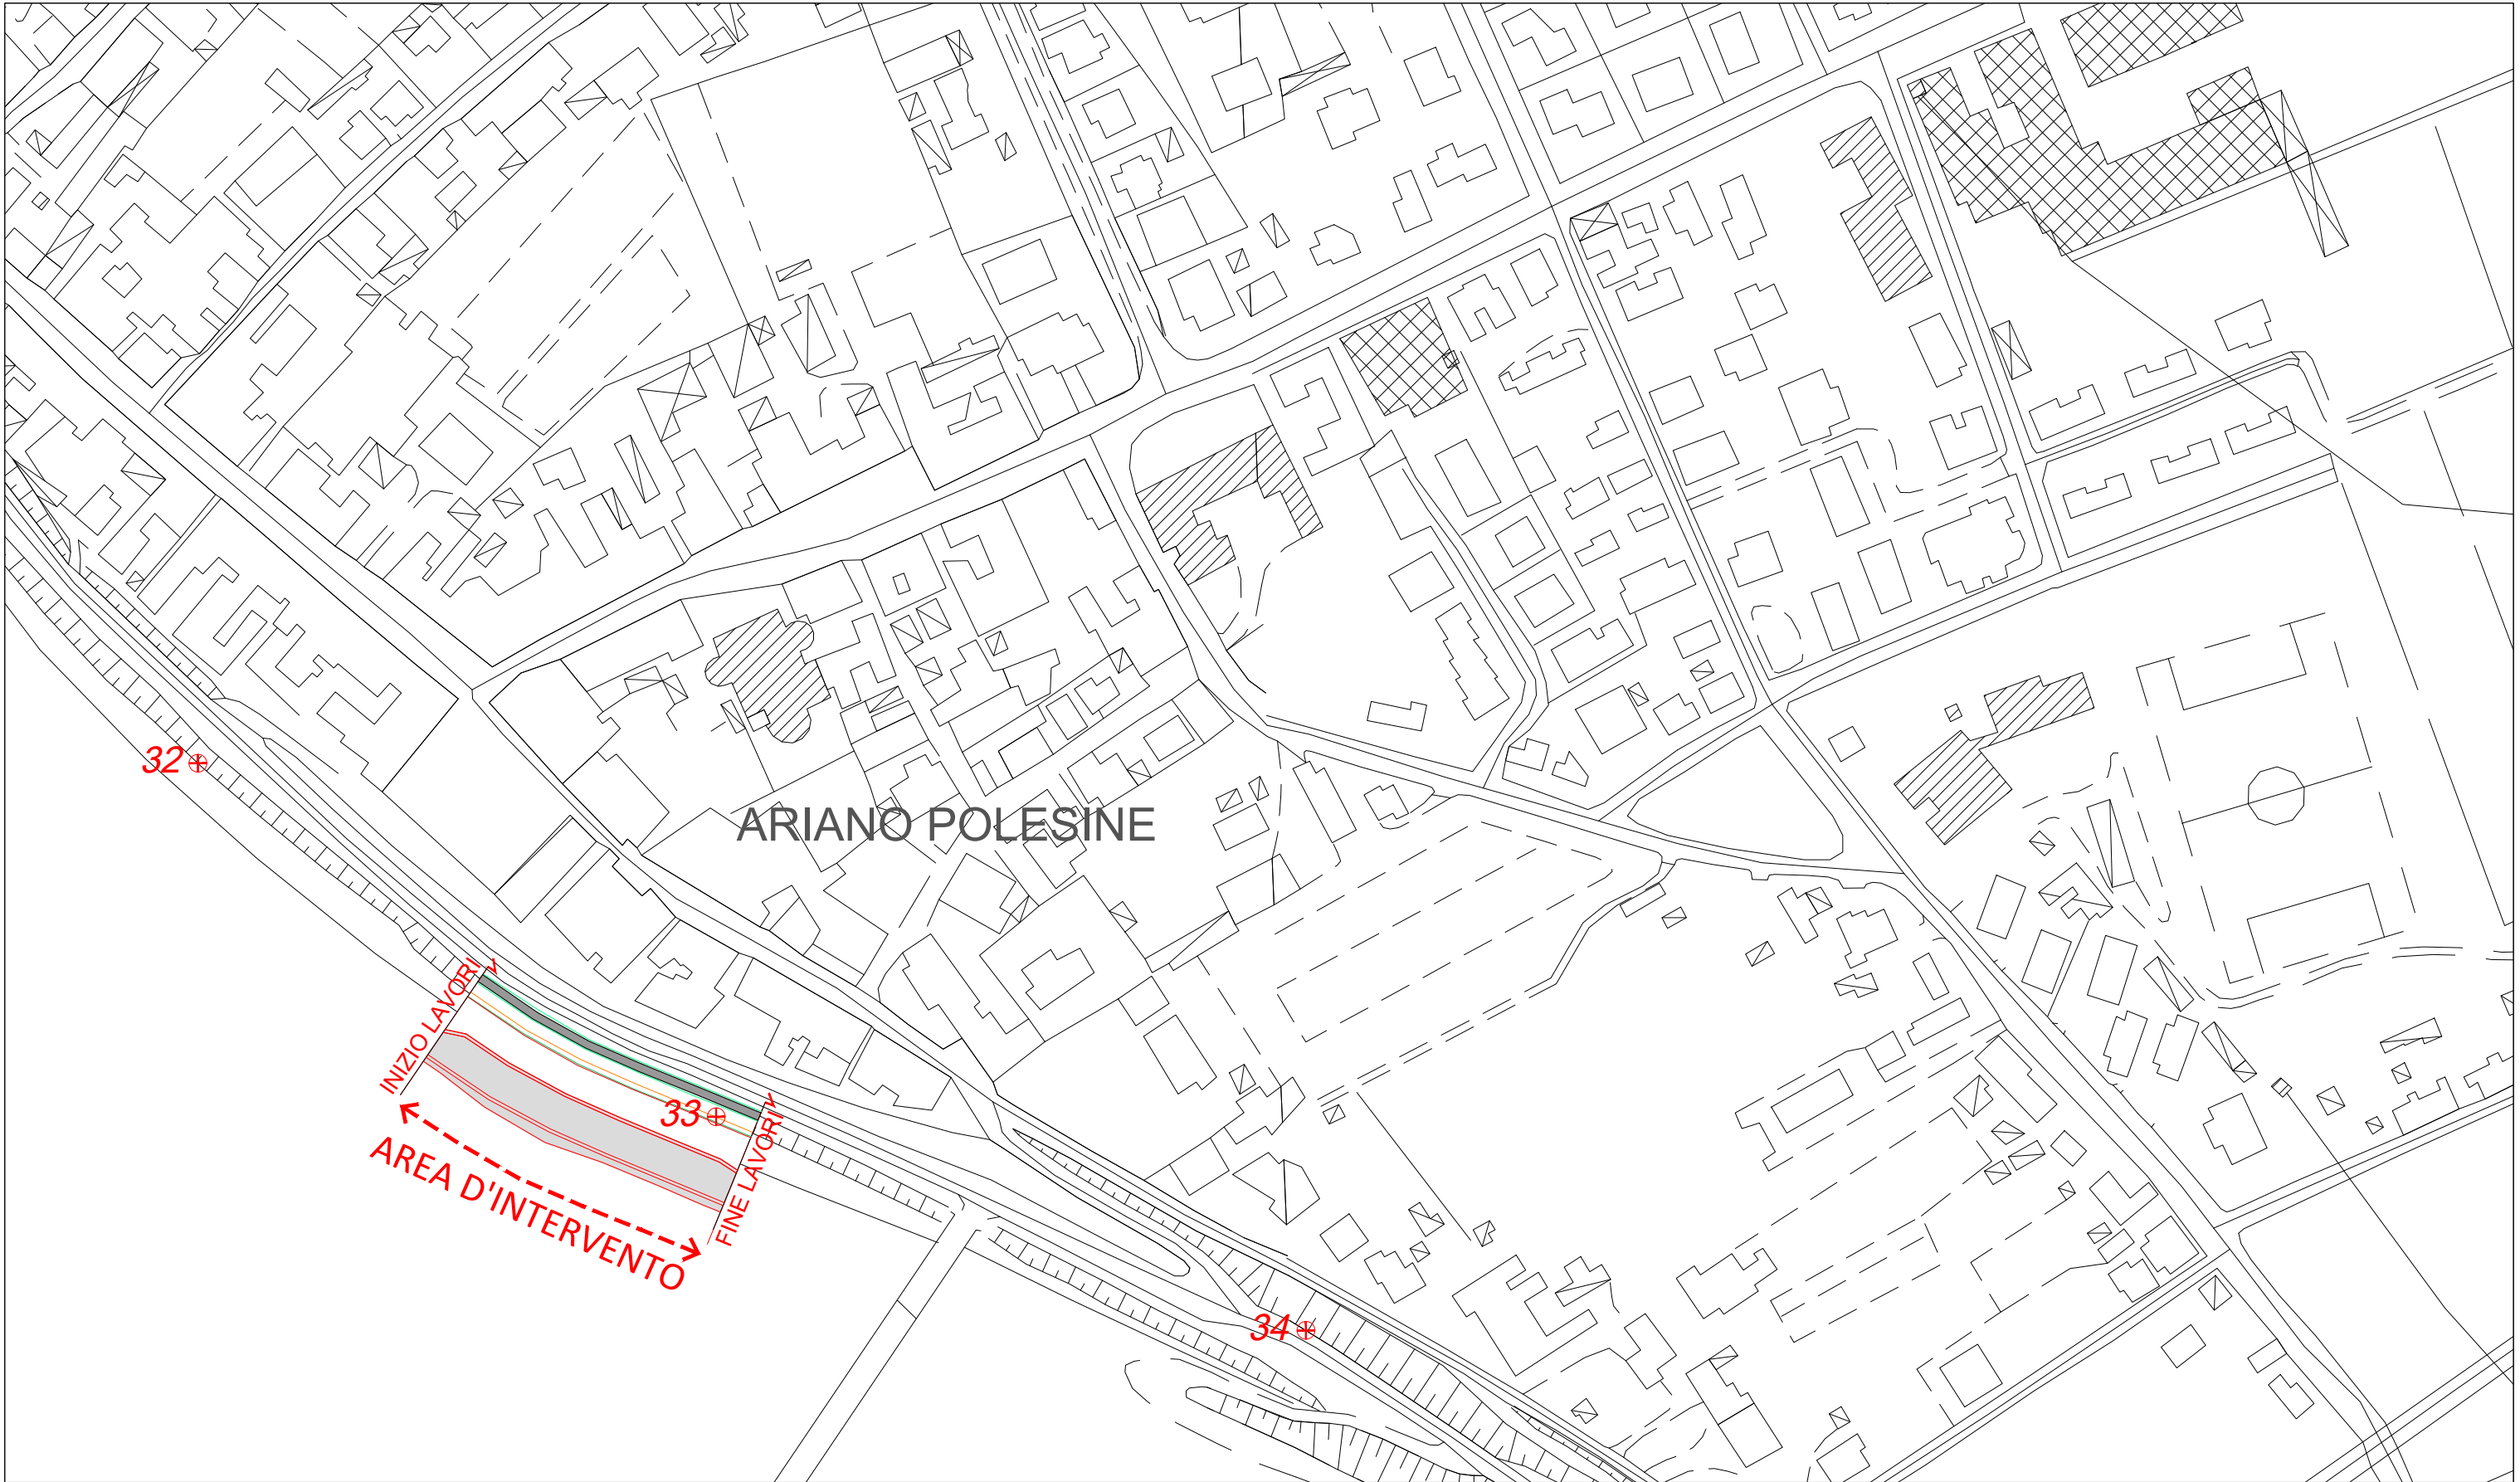 32
ARIANO POLESINE
INIZIO LAVORI
33
FINE LAVORI
AREA D'INTERVENTO
34